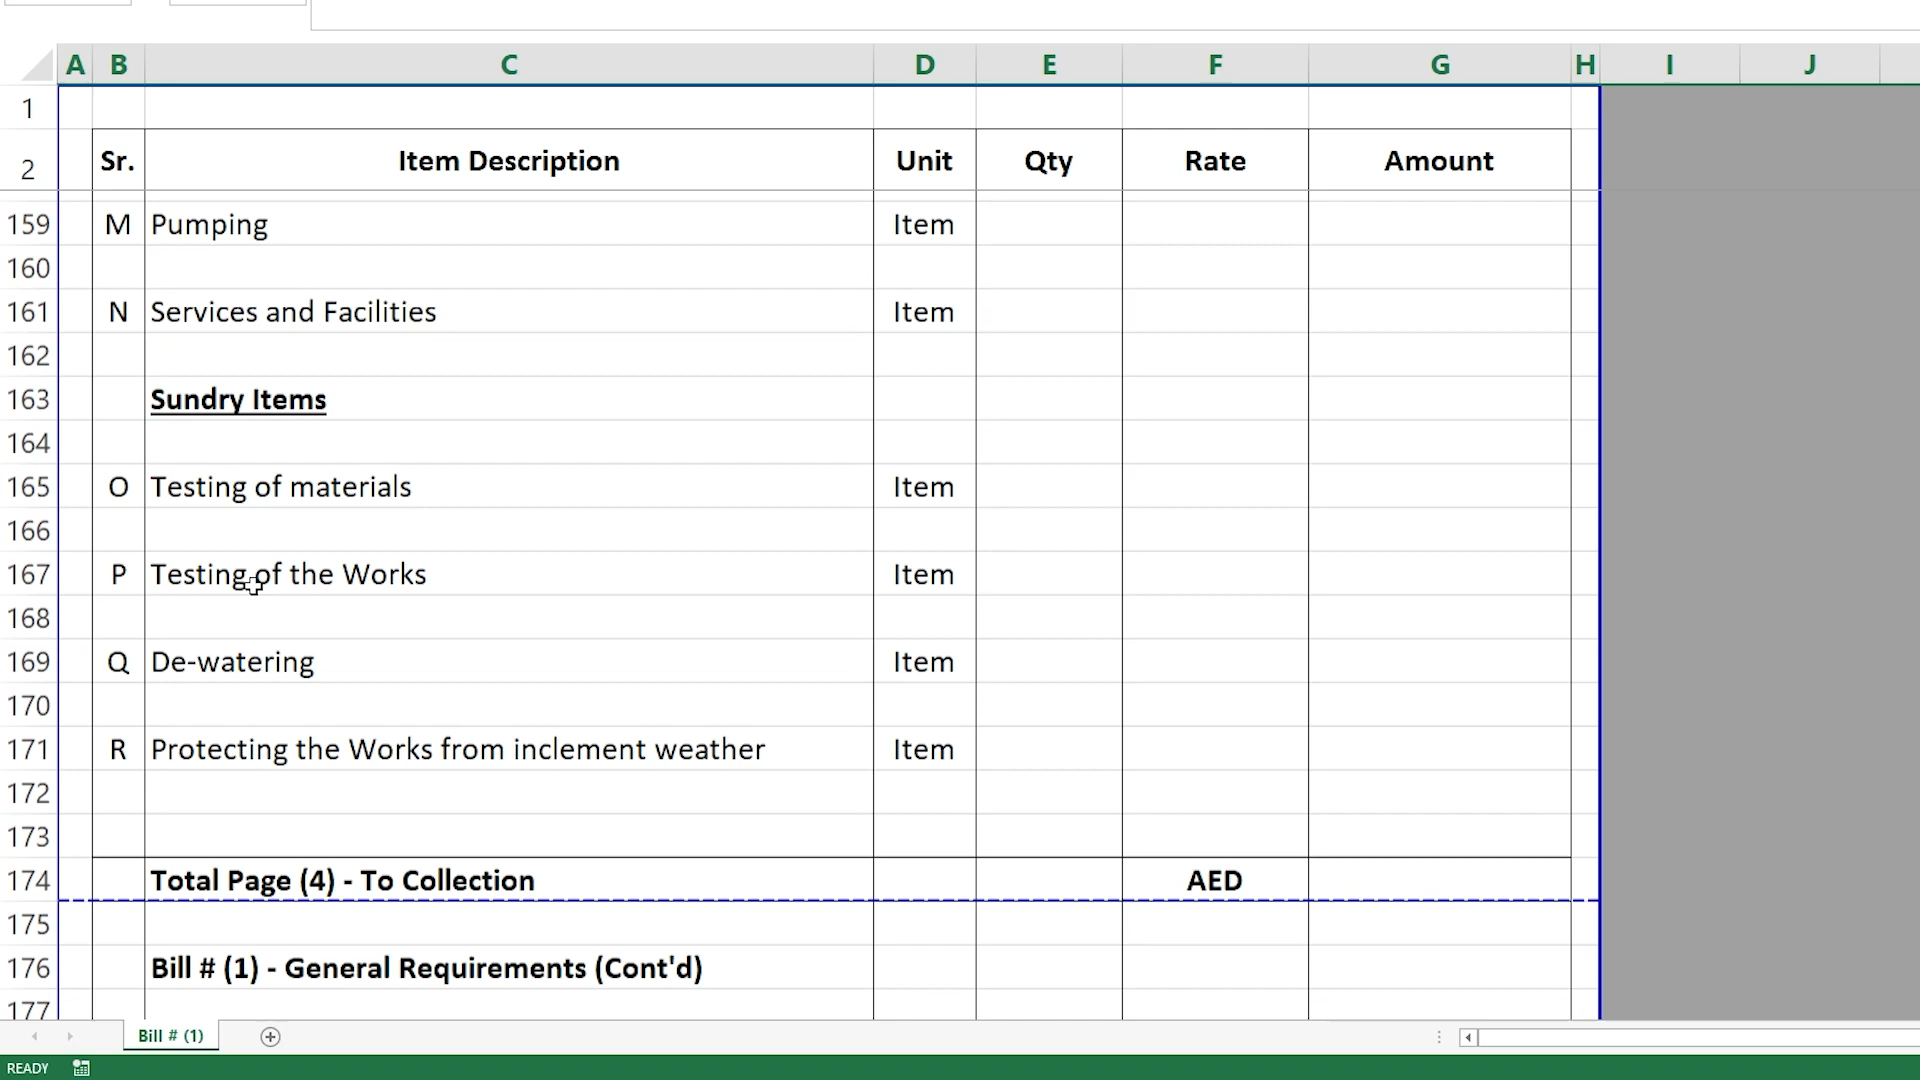 A B C D E F G H I J
1
2 Sr. Item Description Unit Qty Rate Amount
159 M Pumping Item
160
161 N Services and Facilities Item
162
163 Sundry Items
164
165 O Testing of materials Item
166
167 P Testing of the Works Item
168
169 Q De-watering Item
170
171 R Protecting the Works from inclement weather Item
172
173
174 Total Page (4) - To Collection AED
175
176 Bill # (1) - General Requirements (Cont'd)
177
Bill # (1)
READY